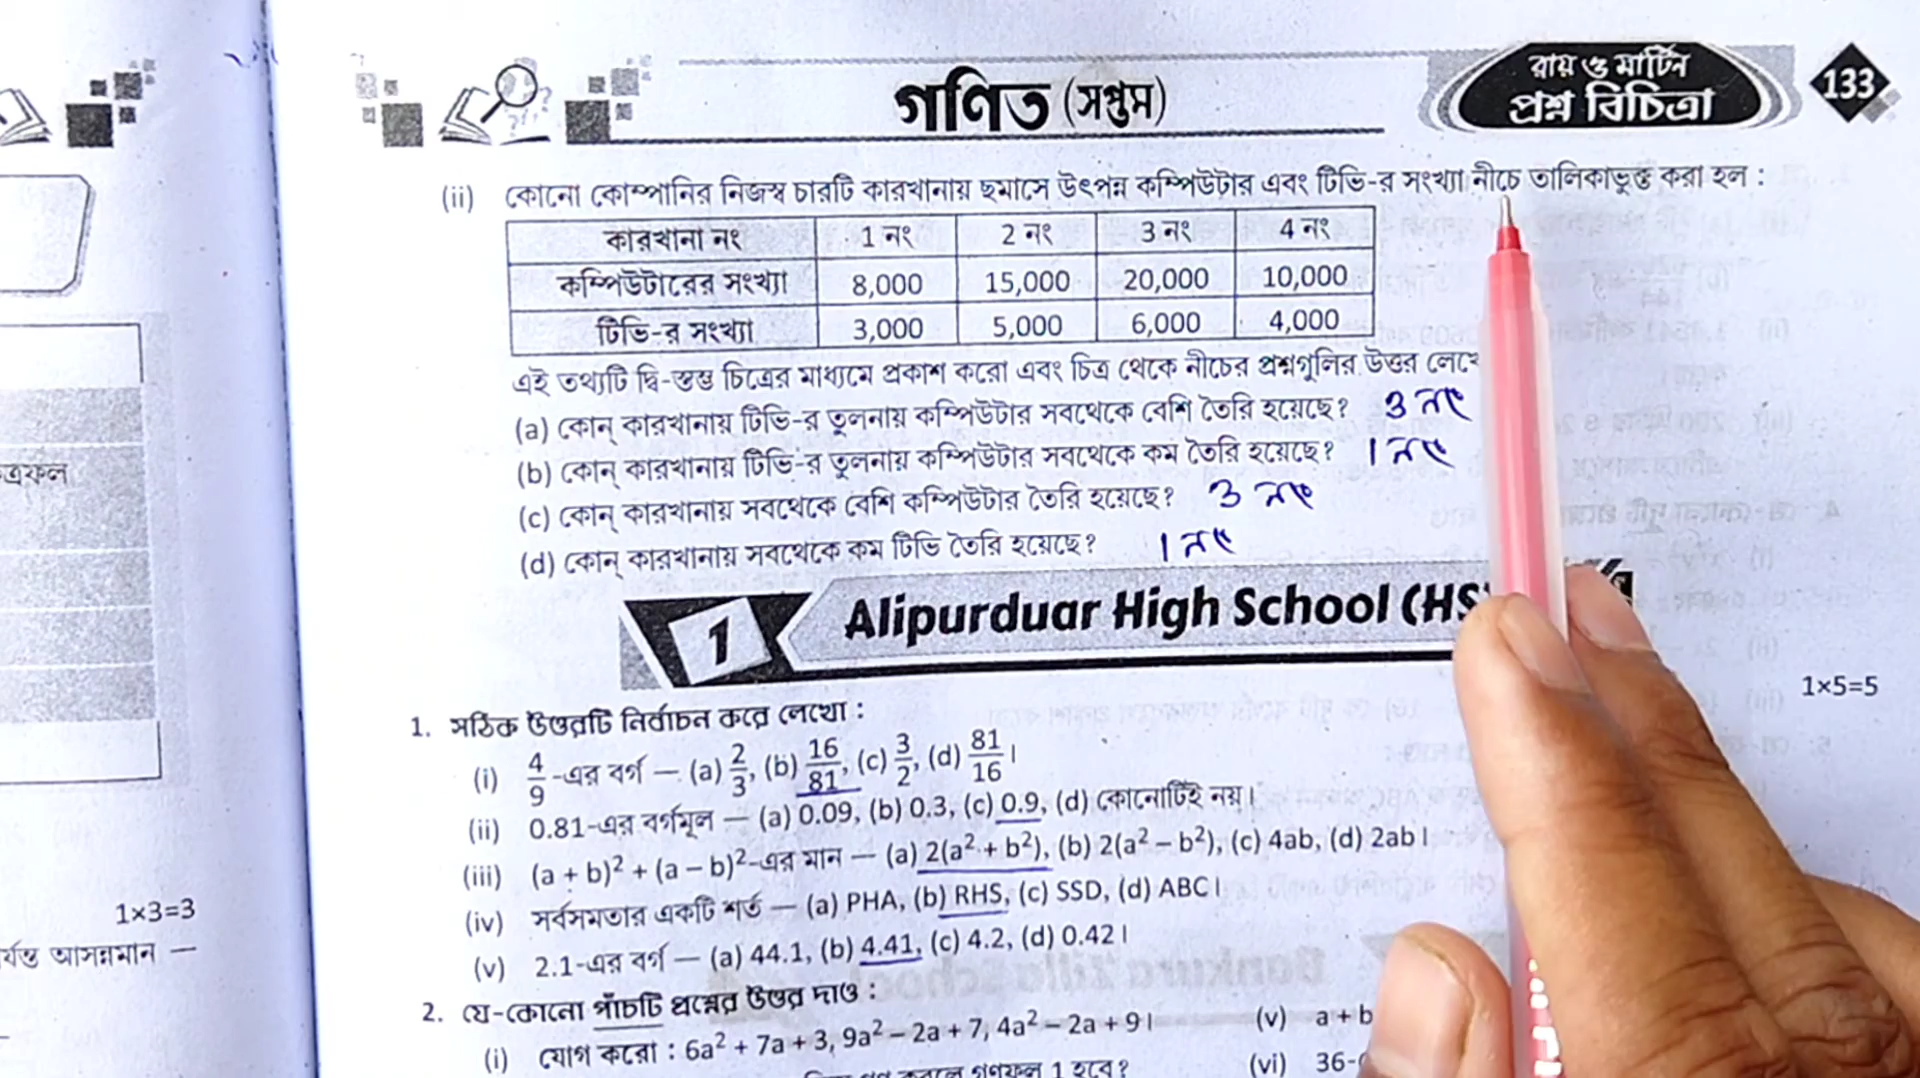 গণিত (সপ্তম)
রায় ও মার্টিন
প্রশ্ন বিচিত্রা
133
(ii) কোনো কোম্পানির নিজস্ব চারটি কারখানায় ছমাসে উৎপন্ন কম্পিউটার এবং টিভি-র সংখ্যা নীচে তালিকাভুক্ত করা হল :
কারখানা নং 1 নং 2 নং 3 নং 4 নং
কম্পিউটারের সংখ্যা 8,000 15,000 20,000 10,000
টিভি-র সংখ্যা 3,000 5,000 6,000 4,000
এই তথ্যটি দ্বি-স্তম্ভ চিত্রের মাধ্যমে প্রকাশ করো এবং চিত্র থেকে নীচের প্রশ্নগুলির উত্তর
(a) কোন্ কারখানায় টিভি-র তুলনায় কম্পিউটার সবথেকে বেশি তৈরি হয়েছে? 3 নং
(b) কোন্ কারখানায় টিভি-র তুলনায় কম্পিউটার সবথেকে কম তৈরি হয়েছে? 1 নং
(c) কোন্ কারখানায় সবথেকে বেশি কম্পিউটার তৈরি হয়েছে? 3 নং
(d) কোন্ কারখানায় সবথেকে কম টিভি তৈরি হয়েছে? 1 নং
1 Alipurduar High School (HS
1. সঠিক উত্তরটি নির্বাচন করে লেখো : 1×5=5
(i) 4/9-এর বর্গ — (a) 2/3, (b) 16/81, (c) 3/2, (d) 81/16।
(ii) 0.81-এর বর্গমূল — (a) 0.09, (b) 0.3, (c) 0.9, (d) কোনোটিই নয়।
(iii) (a + b)² + (a – b)²-এর মান — (a) 2(a² + b²), (b) 2(a² – b²), (c) 4ab, (d) 2ab।
(iv) সর্বসমতার একটি শর্ত — (a) PHA, (b) RHS, (c) SSD, (d) ABC।
(v) 2.1-এর বর্গ — (a) 44.1, (b) 4.41, (c) 4.2, (d) 0.42।
2. যে-কোনো পাঁচটি প্রশ্নের উত্তর দাও :
(i) যোগ করো : 6a² + 7a + 3, 9a² – 2a + 7, 4a² – 2a + 9।
(v) a + b
করলে গুণফল 1 হবে?
(vi) 36-
1×3=3
আসন্নমান —